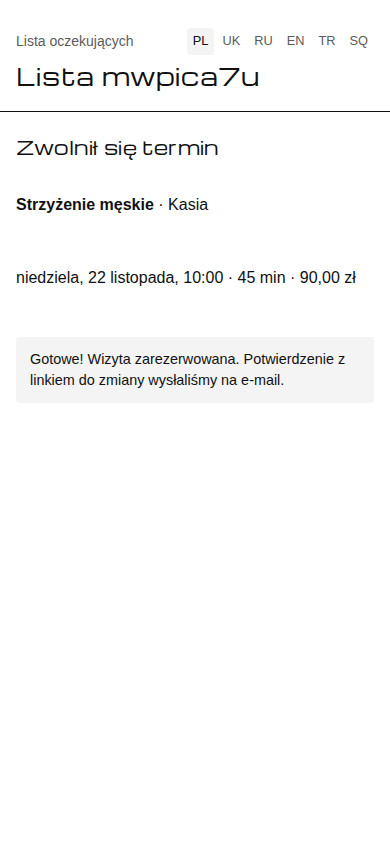 Lista oczekujących
PL UK RU EN TR SQ
Lista mwpica7u
Zwolnił się termin
Strzyżenie męskie · Kasia
niedziela, 22 listopada, 10:00 · 45 min · 90,00 zł
Gotowe! Wizyta zarezerwowana. Potwierdzenie z
linkiem do zmiany wysłaliśmy na e-mail.